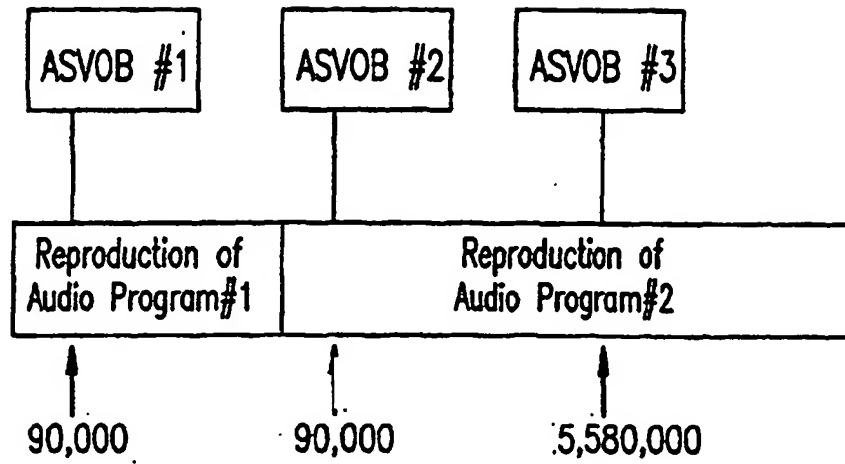 ASVOB #1
ASVOB #2
ASVOB #3
Reproduction of
Audio Program#1
Reproduction of
Audio Program#2
90,000
90,000
5,580,000